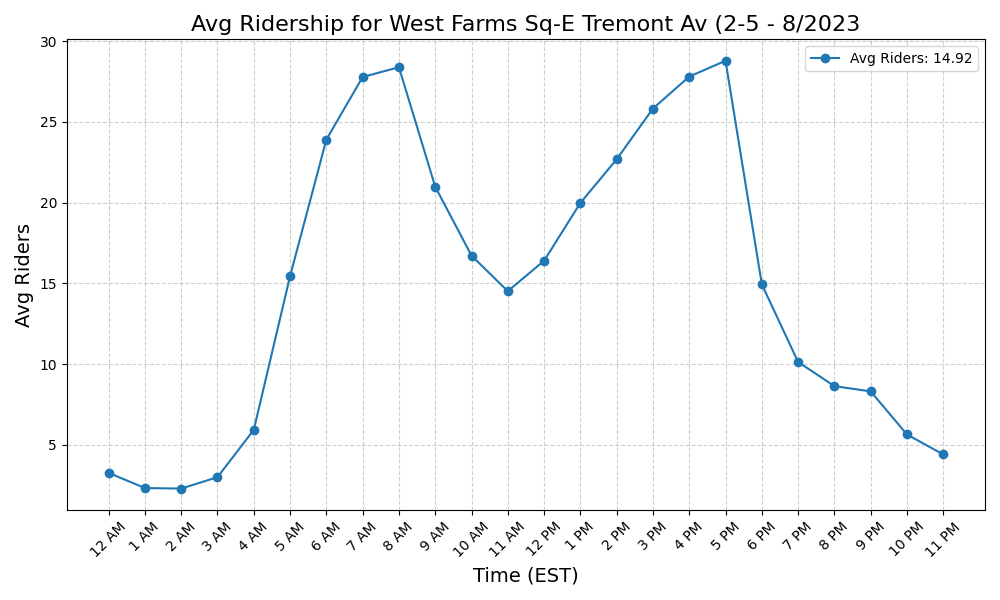 Avg Ridership for West Farms Sq-E Tremont Av (2-5 - 8/2023
Avg Riders: 14.92
Avg Riders
30
25
20
15
10
5
12 AM
1 AM
2 AM
3 AM
4 AM
5 AM
6 AM
7 AM
8 AM
9 AM
10 AM
11 AM
12 PM
1 PM
2 PM
3 PM
4 PM
5 PM
6 PM
7 PM
8 PM
9 PM
10 PM
11 PM
Time (EST)